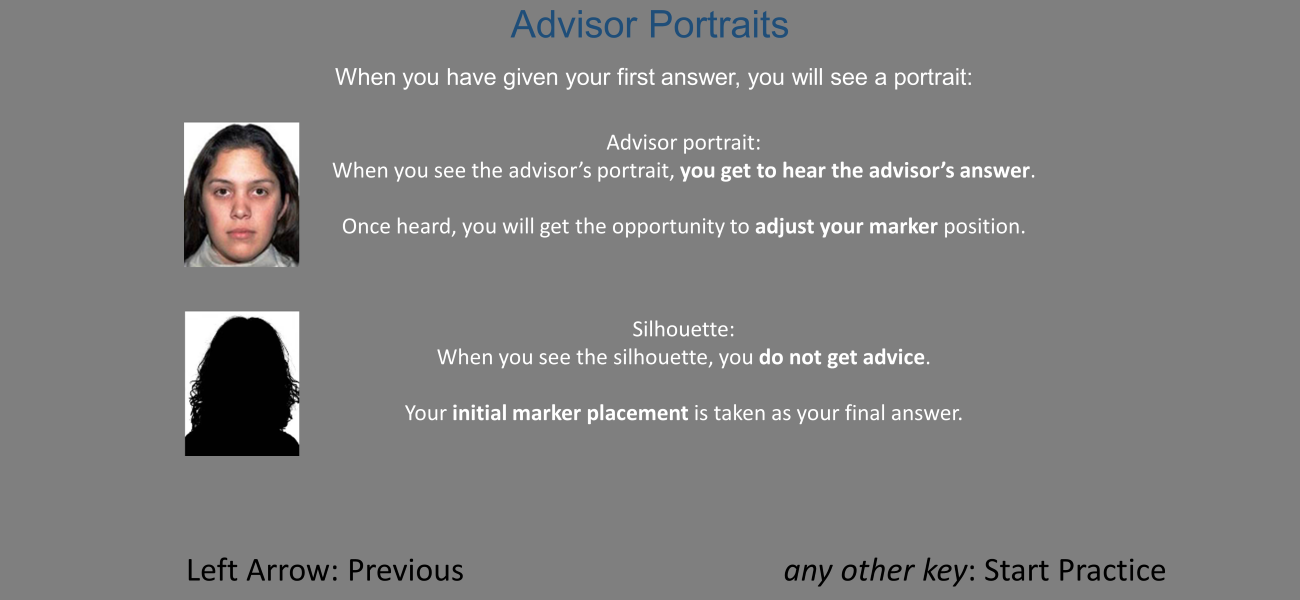 Advisor Portraits
When you have given your first answer, you will see a portrait:
Advisor portrait:
When you see the advisor’s portrait, you get to hear the advisor’s answer.
Once heard, you will get the opportunity to adjust your marker position.
Silhouette:
When you see the silhouette, you do not get advice.
Your initial marker placement is taken as your final answer.
Left Arrow: Previous
any other key: Start Practice